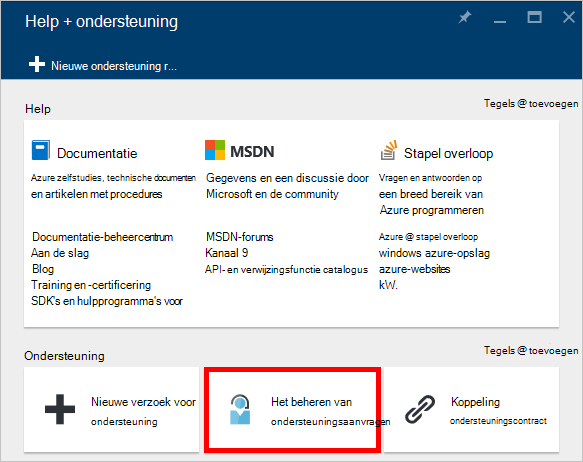 Help + ondersteuning
Nieuwe ondersteuning r...
Help
Tegels @ toevoegen
Documentatie
Azure zelfstudies, technische documenten
en artikelen met procedures
Documentatie-beheercentrum
Aan de slag
Blog
Training en -certificering
SDK's en hulpprogramma's voor
MSDN
Gegevens en een discussie door
Microsoft en de community
MSDN-forums
Kanaal 9
API- en verwijzingsfunctie catalogus
Stapel overloop
Vragen en antwoorden op
een breed bereik van
Azure programmeren
Azure @ stapel overloop
windows azure-opslag
azure-websites
kW.
Ondersteuning
Tegels @ toevoegen
Nieuwe verzoek voor
ondersteuning
Het beheren van
ondersteuningsaanvragen
Koppeling
ondersteuningscontract